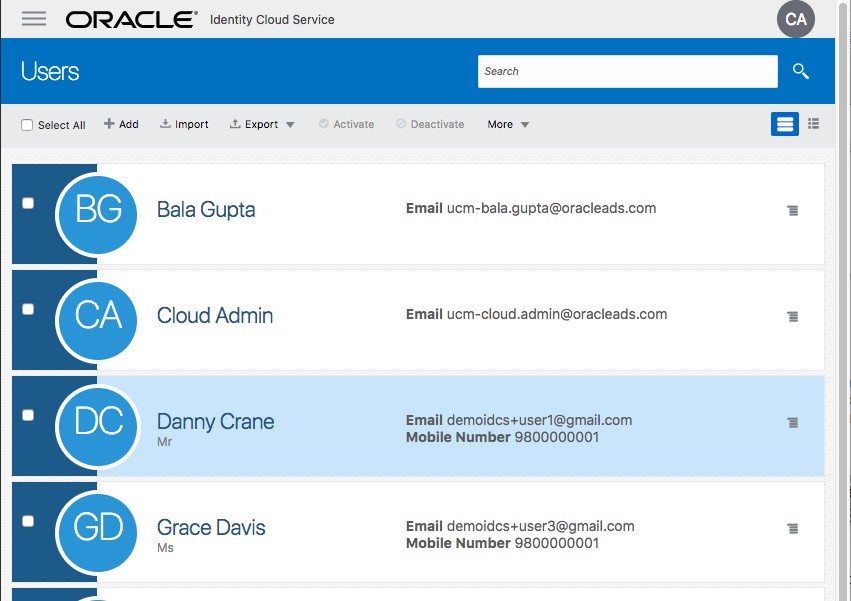 ORACLE® Identity Cloud Service
CA
Users
Search
Select All Add Import Export Activate Deactivate More
BG
Bala Gupta
Email ucm-bala.gupta@oracleads.com
CA
Cloud Admin
Email ucm-cloud.admin@oracleads.com
DC
Danny Crane
Mr
Email demoidcs+user1@gmail.com
Mobile Number 9800000001
GD
Grace Davis
Ms
Email demoidcs+user3@gmail.com
Mobile Number 9800000001